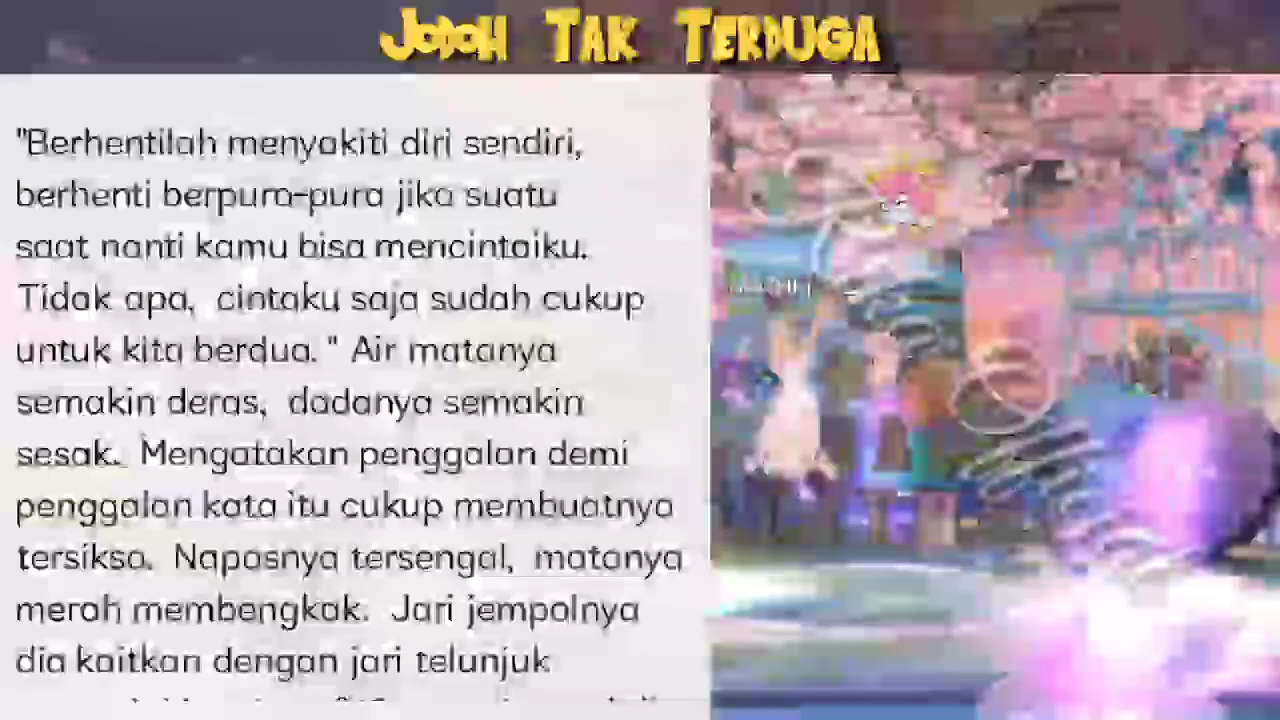 JODOH TAK TERDUGA
"Berhentilah menyakiti diri sendiri,
berhenti berpura-pura jika suatu
saat nanti kamu bisa mencintaiku.
Tidak apa, cintaku saja sudah cukup
untuk kita berdua. " Air matanya
semakin deras, dadanya semakin
sesak. Mengatakan penggalan demi
penggalan kata itu cukup membuatnya
tersiksa. Napasnya tersengal, matanya
merah membengkak. Jari jempolnya
dia kaitkan dengan jari telunjuk